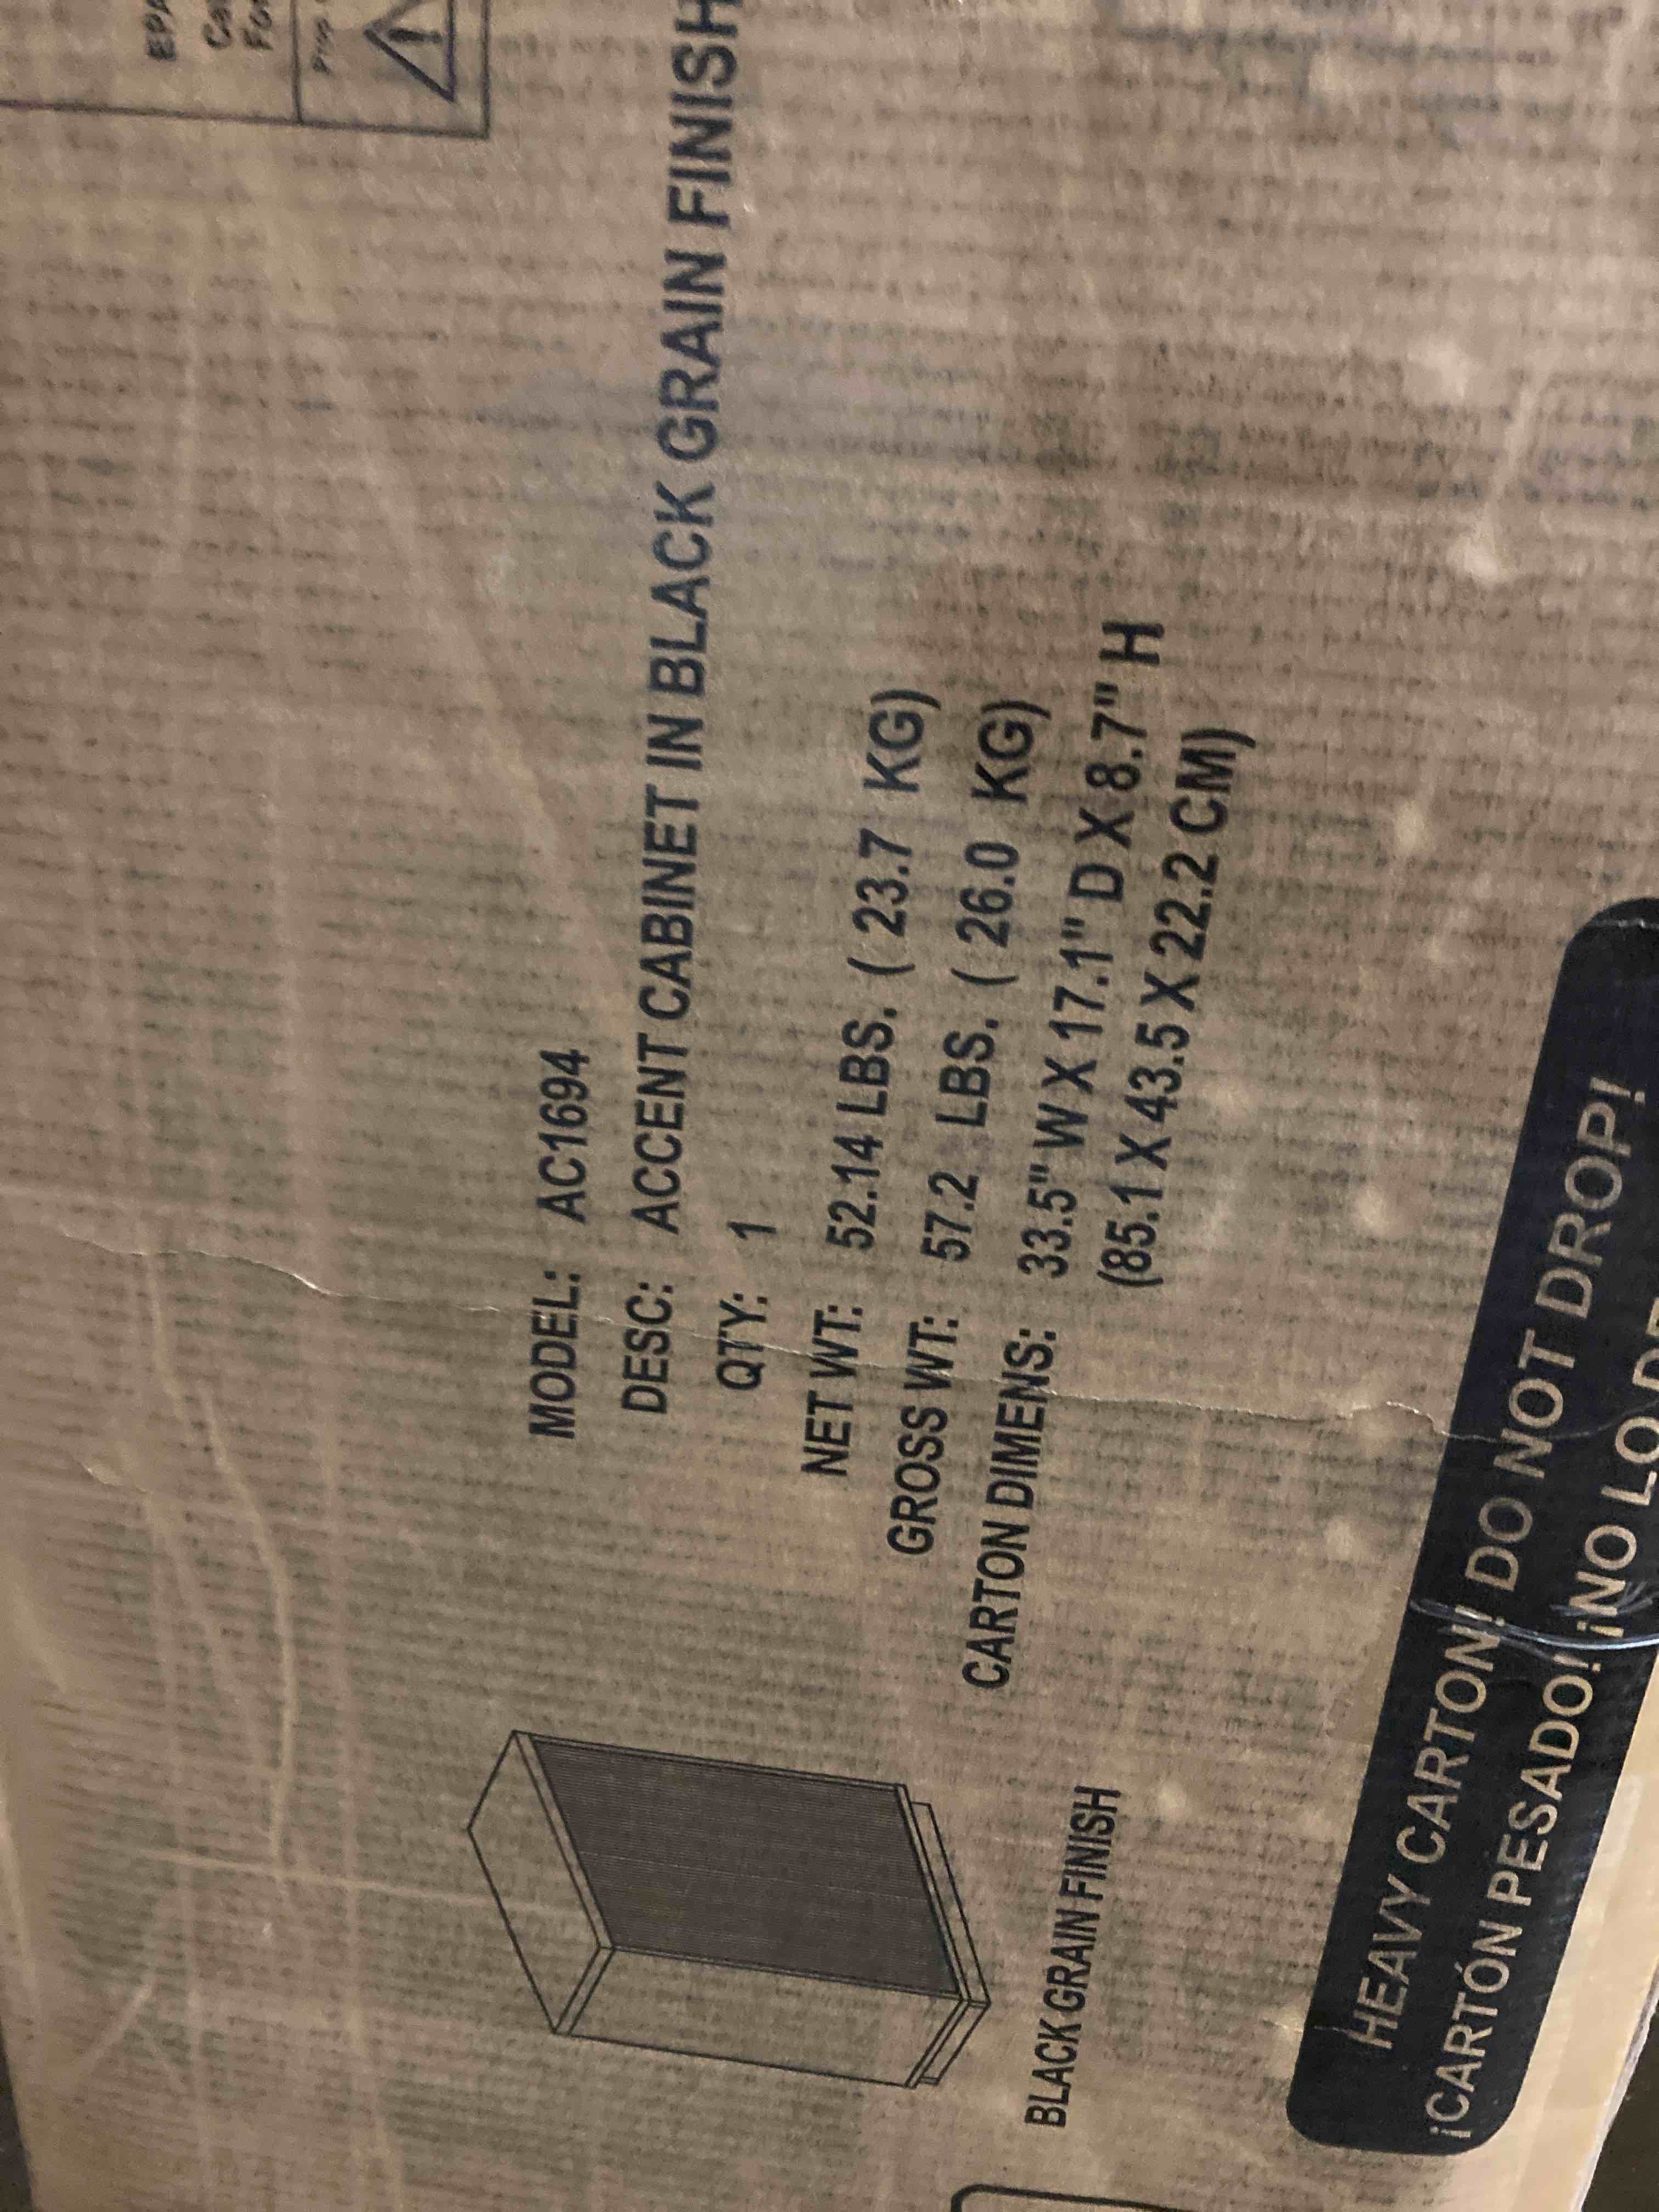 EPA
MODEL: AC1694
DESC: ACCENT CABINET IN BLACK GRAIN FINISH
QTY: 1
NET WT: 52.14 LBS. ( 23.7 KG)
GROSS WT: 57.2 LBS. ( 26.0 KG)
CARTON DIMENS: 33.5" W X 17.1" D X 8.7" H
(85.1 X 43.5 X 22.2 CM)
BLACK GRAIN FINISH
HEAVY CARTON! DO NOT DROP!
¡CARTÓN PESADO! ¡NO LO